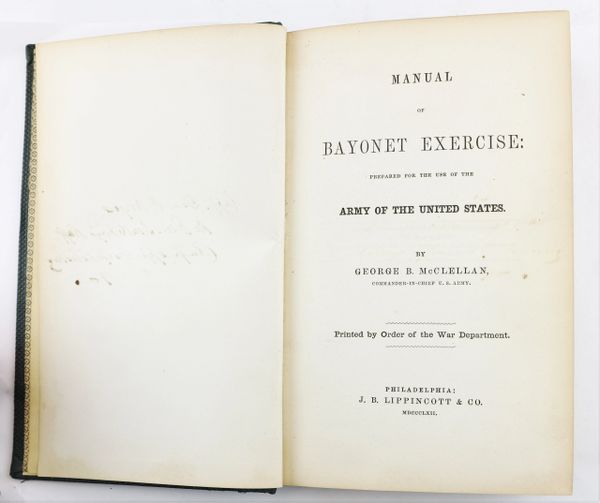 MANUAL
OF
BAYONET EXERCISE:
PREPARED FOR THE USE OF THE
ARMY OF THE UNITED STATES.
BY
GEORGE B. McCLELLAN,
COMMANDER-IN-CHIEF U. S. ARMY.
Printed by Order of the War Department.
PHILADELPHIA:
J. B. LIPPINCOTT & CO.
MDCCCLXII.